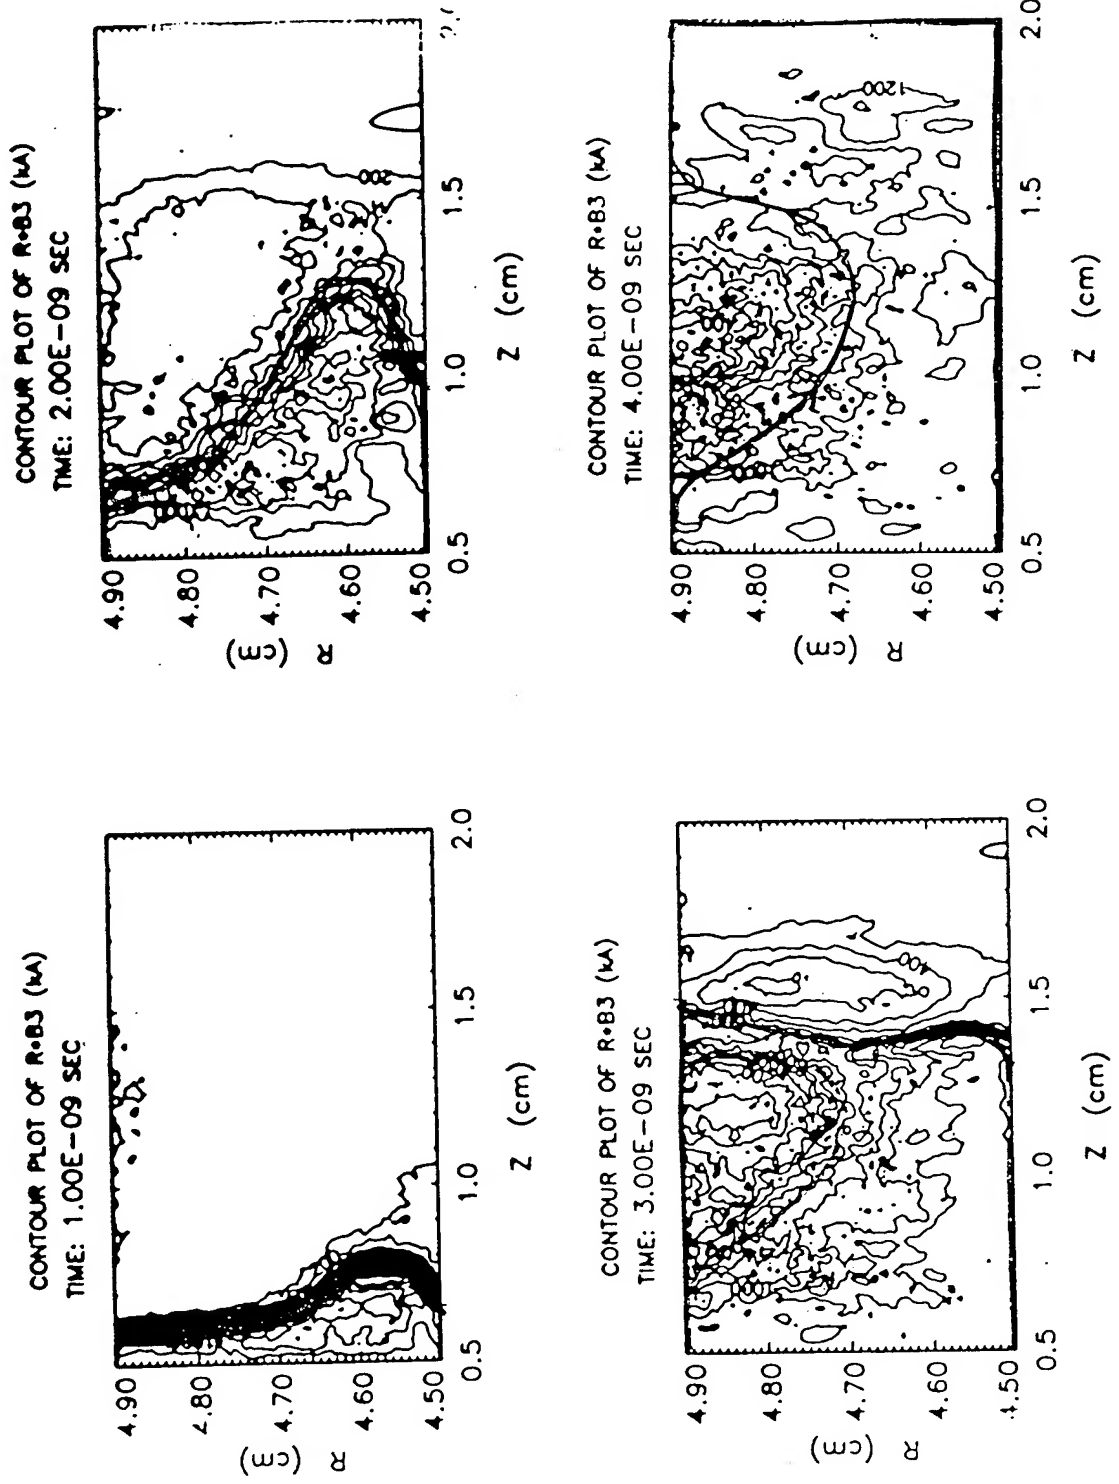 CONTOUR PLOT OF R*B3 (kA)
TIME: 1.00E-09 SEC
4.90
4.80
4.70
4.60
4.50
R (cm)
0.5
1.0
1.5
2.0
Z (cm)
CONTOUR PLOT OF R*B3 (kA)
TIME: 2.00E-09 SEC
200
4.90
4.80
4.70
4.60
4.50
R (cm)
0.5
1.0
1.5
Z (cm)
CONTOUR PLOT OF R*B3 (kA)
TIME: 3.00E-09 SEC
400
4.90
4.80
4.70
4.60
4.50
R (cm)
0.5
1.0
1.5
2.0
Z (cm)
CONTOUR PLOT OF R*B3 (kA)
TIME: 4.00E-09 SEC
1200
4.90
4.80
4.70
4.60
4.50
R (cm)
0.5
1.0
1.5
2.0
Z (cm)